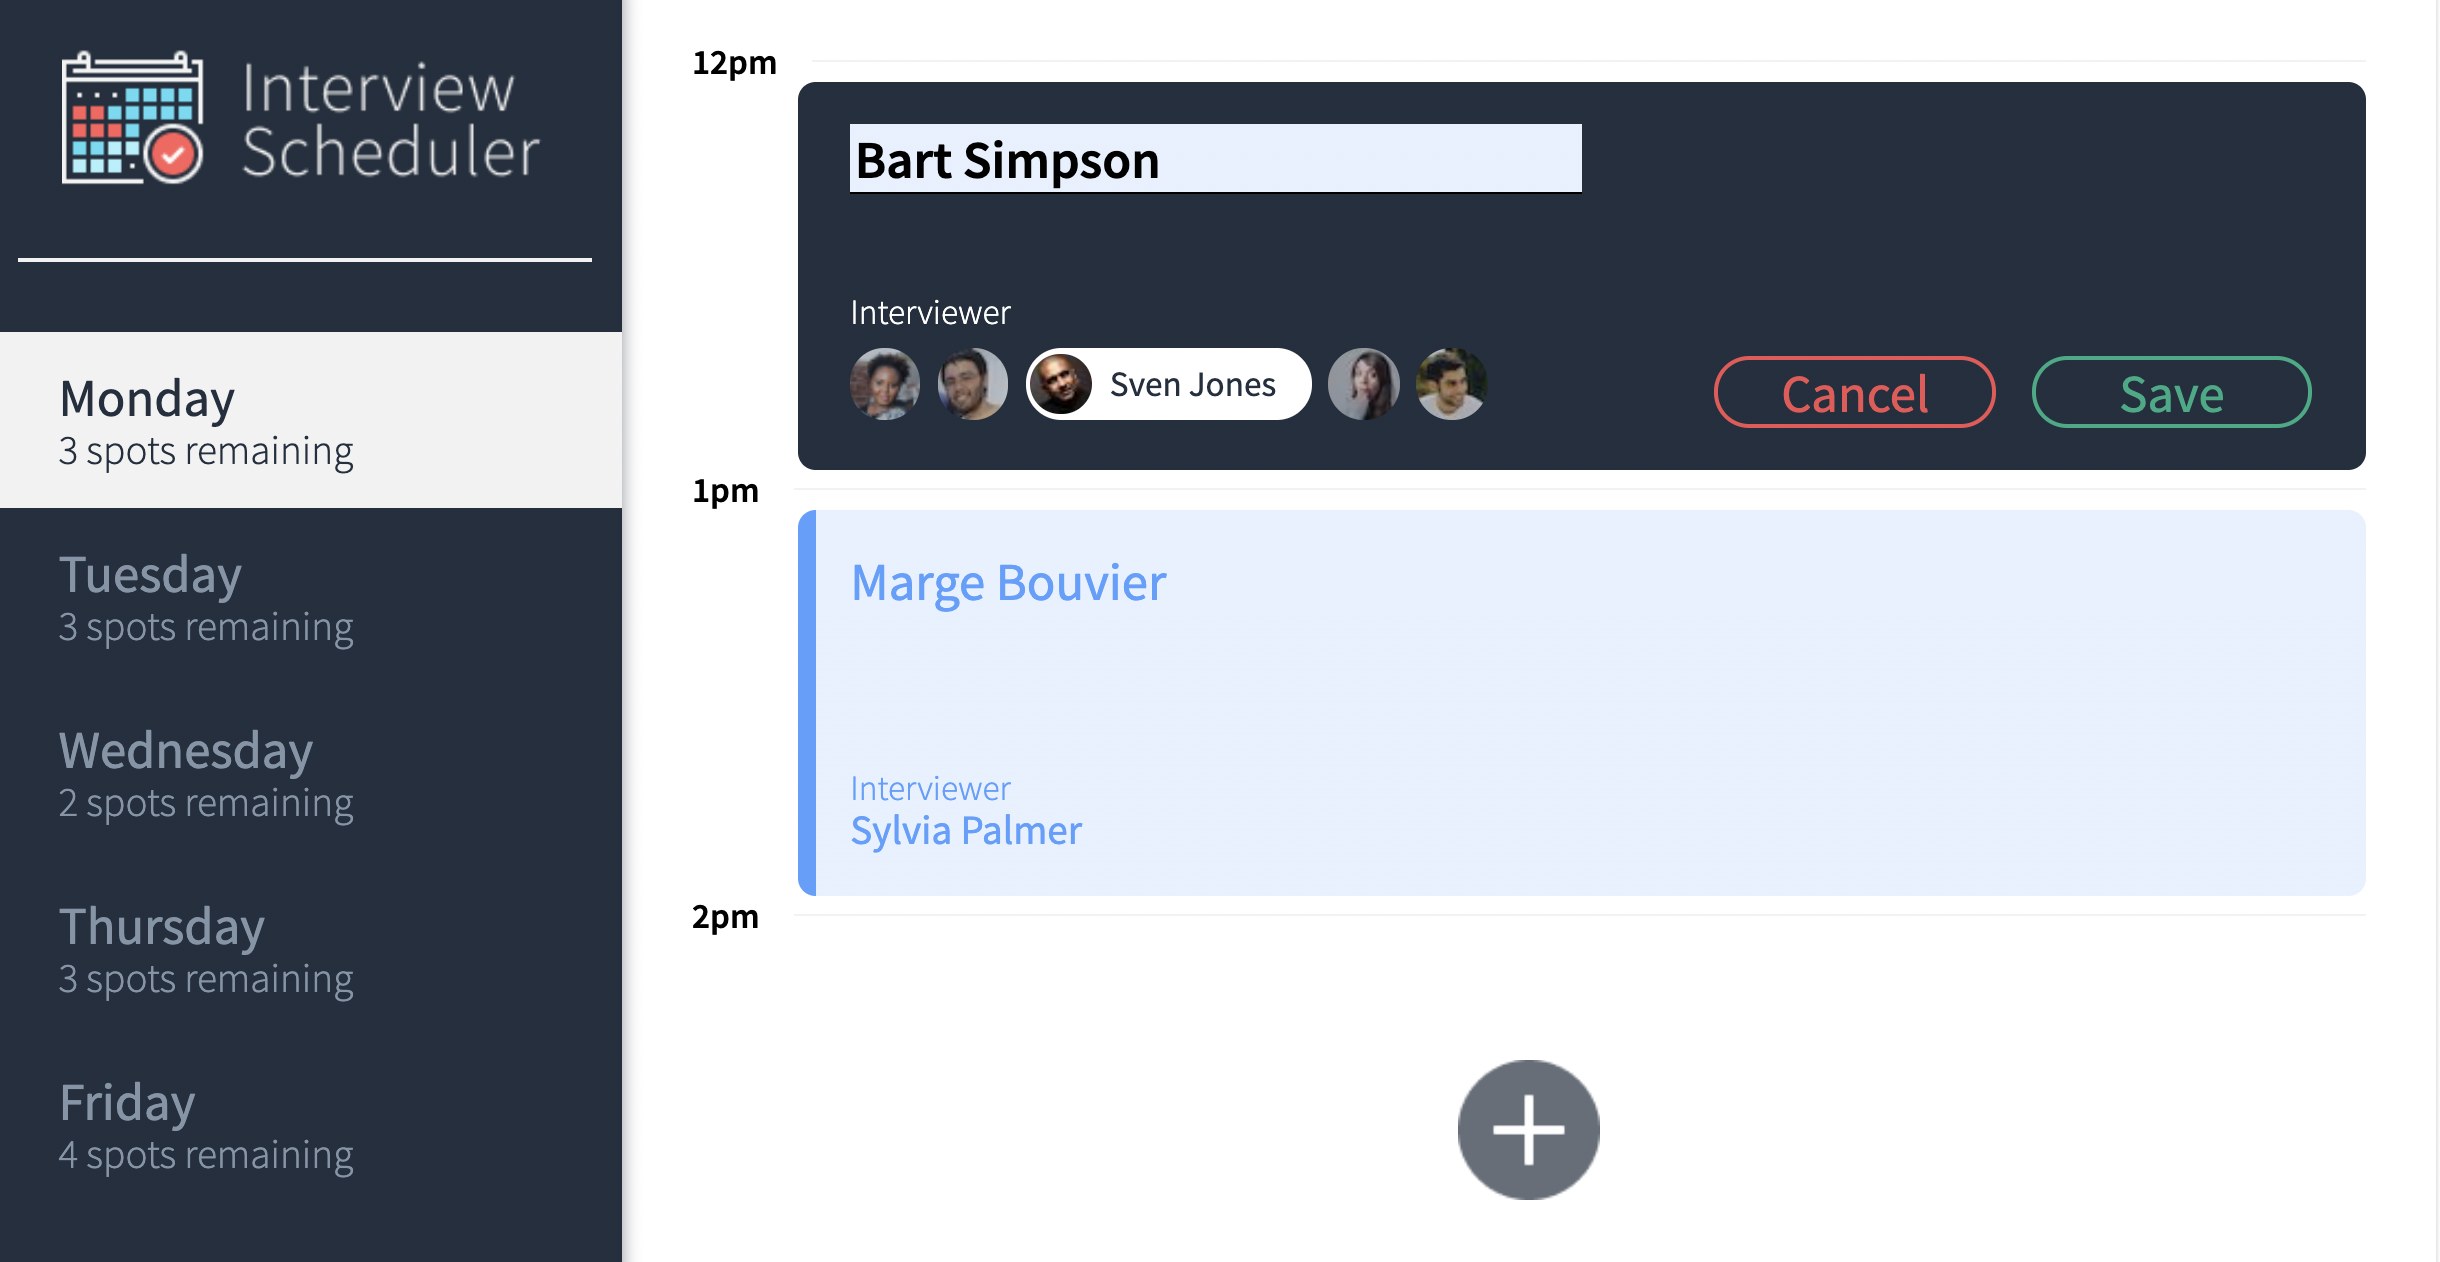 Interview
Scheduler
Monday
3 spots remaining
Tuesday
3 spots remaining
Wednesday
2 spots remaining
Thursday
3 spots remaining
Friday
4 spots remaining
12pm
Bart Simpson
Interviewer
Sven Jones
Cancel
Save
1pm
Marge Bouvier
Interviewer
Sylvia Palmer
2pm